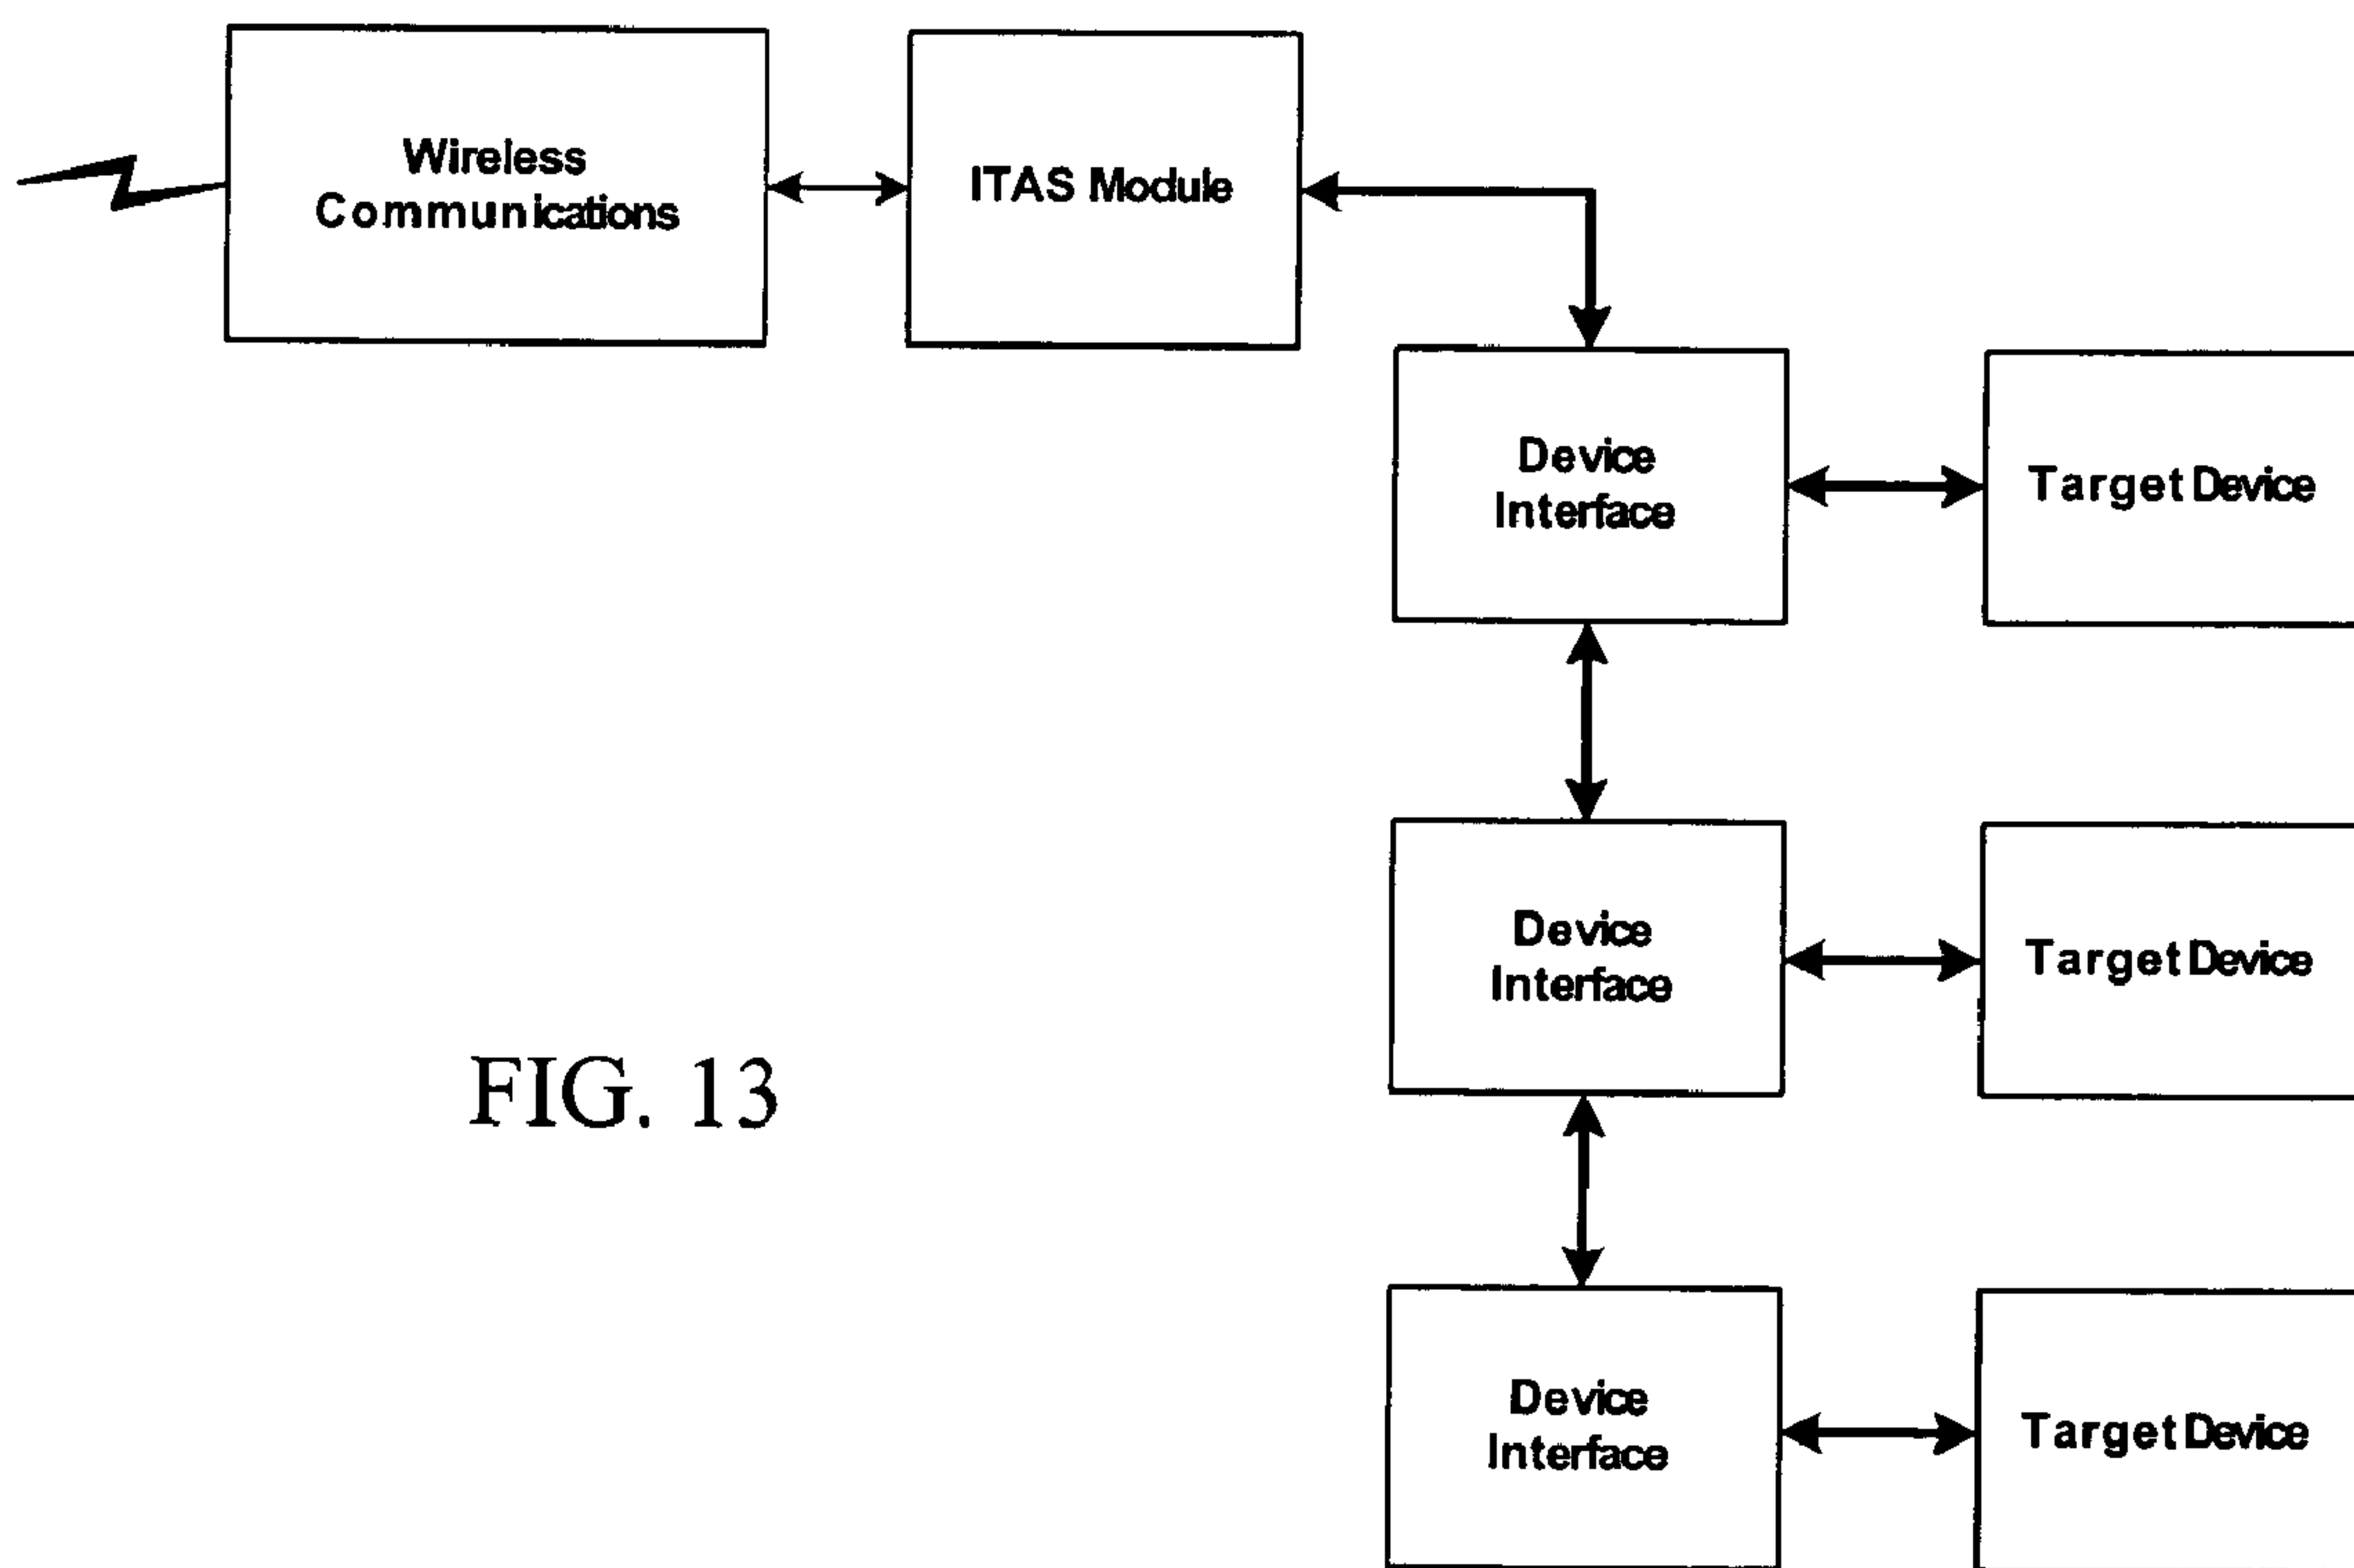 Wireless
Communications
ITAS Module
Device
Interface
Target Device
Device
Interface
Target Device
FIG. 13
Device
Interface
Target Device